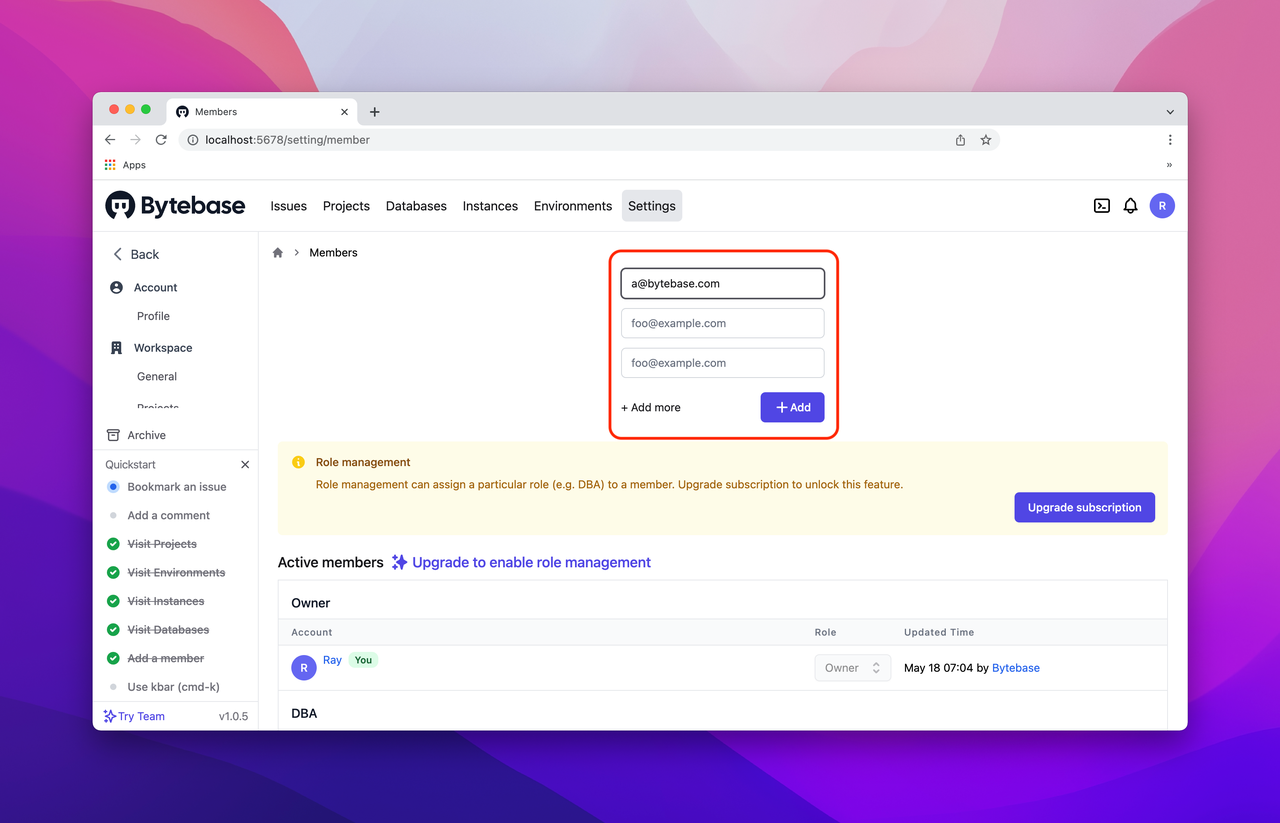 Members
localhost:5678/setting/member
Apps
»
Bytebase
Issues Projects Databases Instances Environments Settings
R
Back
Account
Profile
Workspace
General
Projects
Archive
Quickstart
Bookmark an issue
Add a comment
Visit Projects
Visit Environments
Visit Instances
Visit Databases
Add a member
Use kbar (cmd-k)
Try Team v1.0.5
Members
a@bytebase.com
foo@example.com
foo@example.com
+ Add more
+ Add
Role management
Role management can assign a particular role (e.g. DBA) to a member. Upgrade subscription to unlock this feature.
Upgrade subscription
Active members Upgrade to enable role management
Owner
Account Role Updated Time
R Ray You Owner May 18 07:04 by Bytebase
DBA